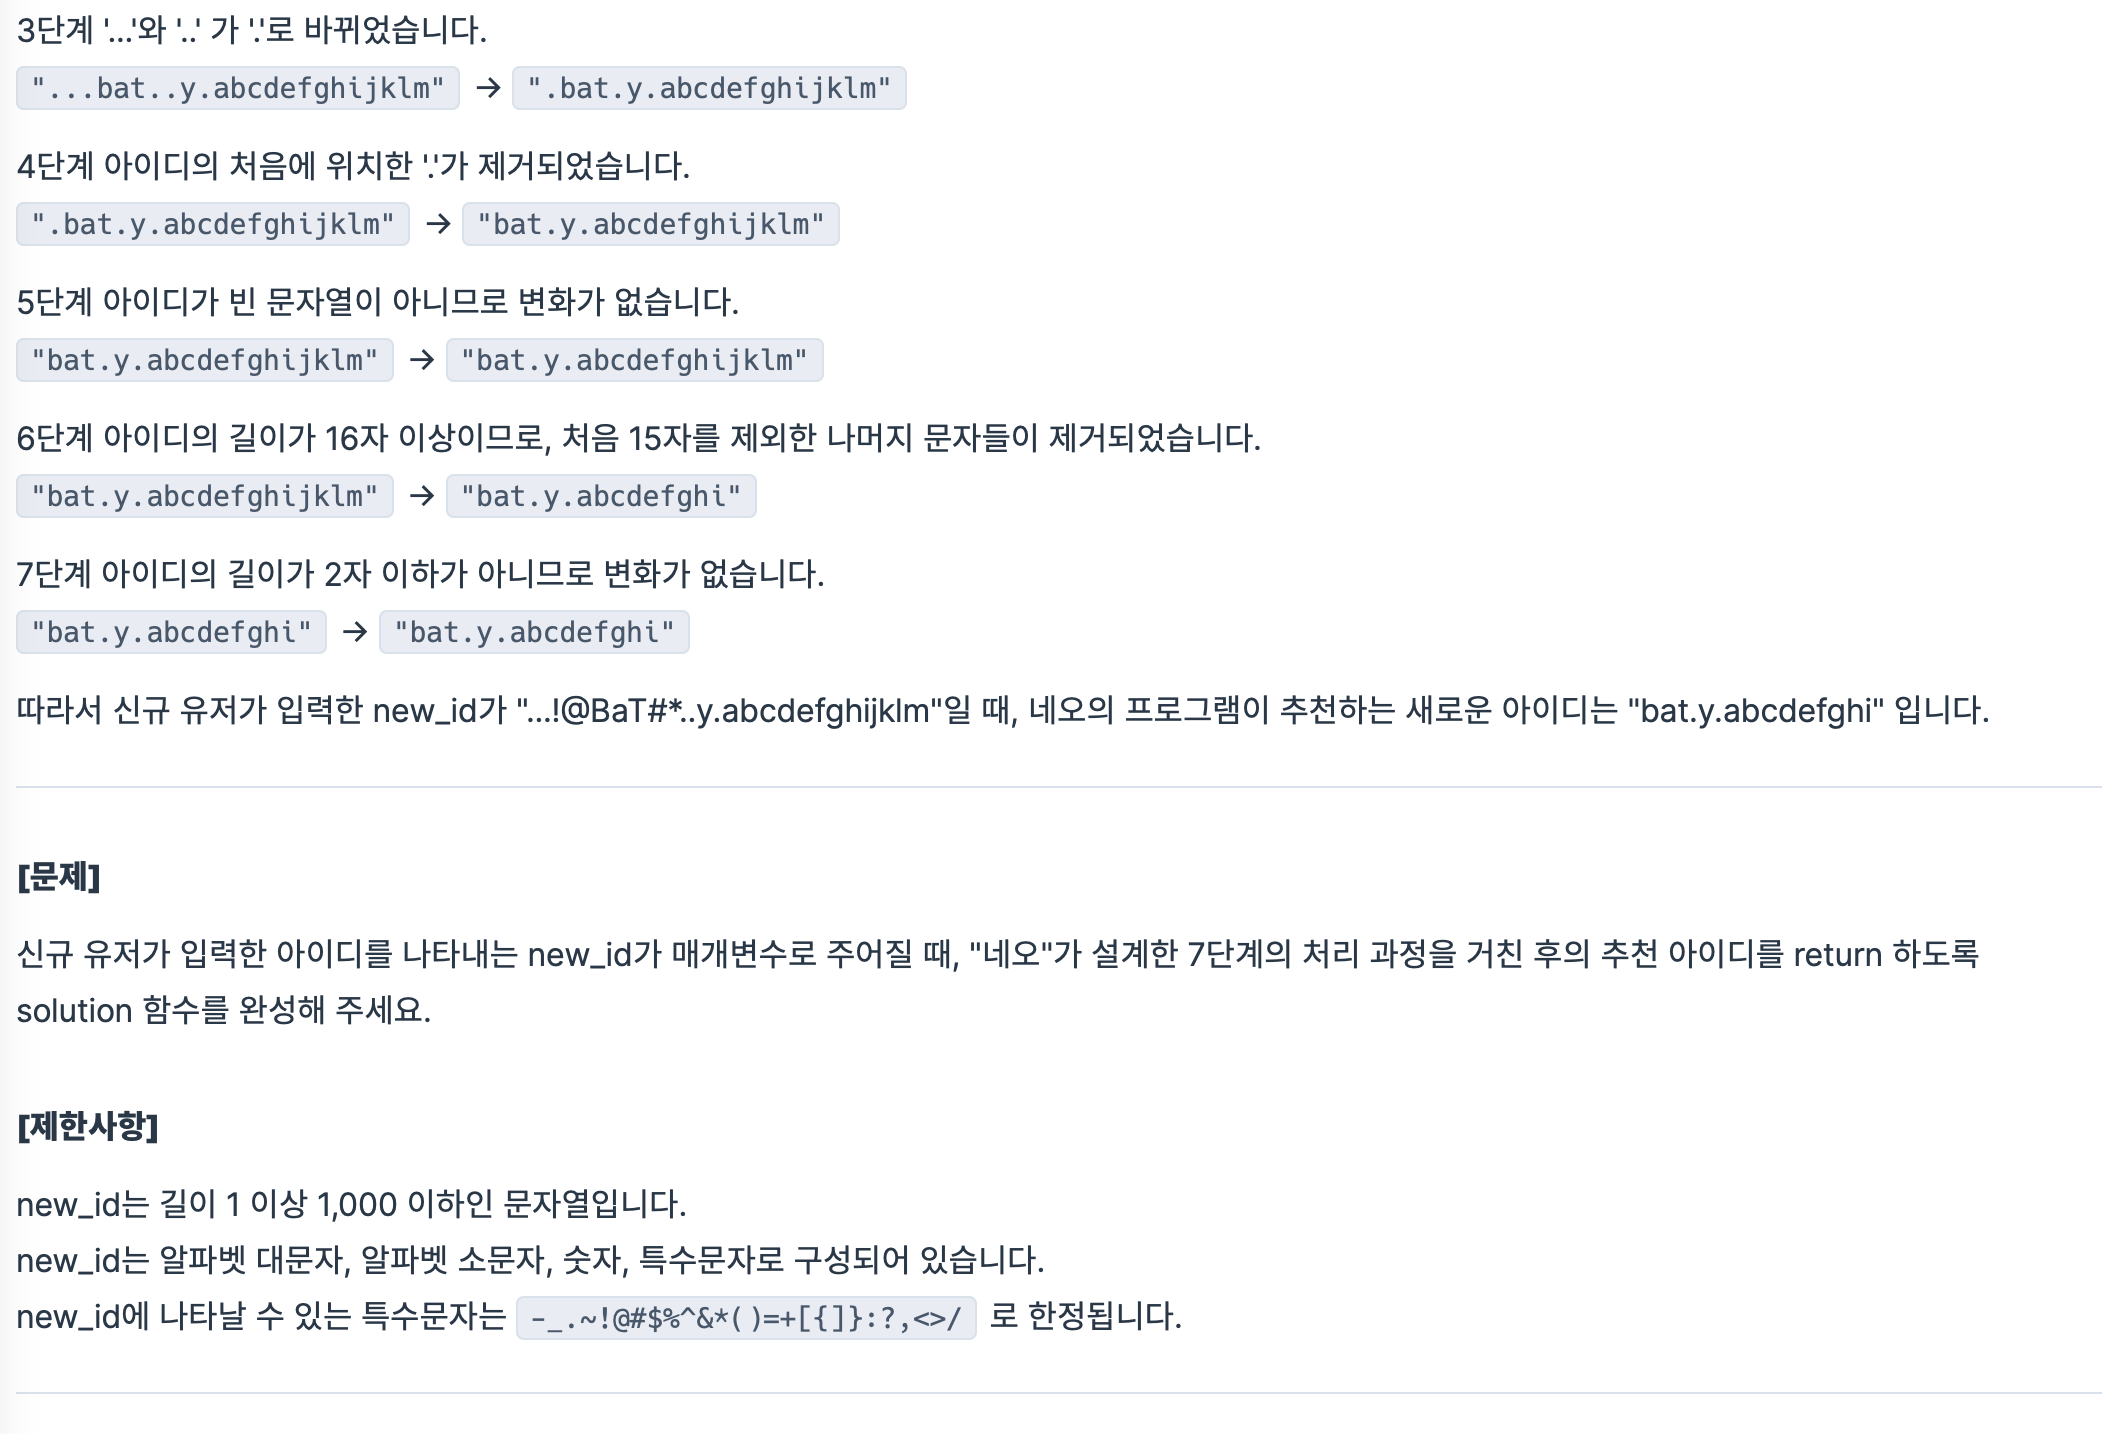 3단계 '...'와 '..' 가 '.'로 바뀌었습니다.
"...bat..y.abcdefghijklm" → ".bat.y.abcdefghijklm"
4단계 아이디의 처음에 위치한 '.'가 제거되었습니다.
".bat.y.abcdefghijklm" → "bat.y.abcdefghijklm"
5단계 아이디가 빈 문자열이 아니므로 변화가 없습니다.
"bat.y.abcdefghijklm" → "bat.y.abcdefghijklm"
6단계 아이디의 길이가 16자 이상이므로, 처음 15자를 제외한 나머지 문자들이 제거되었습니다.
"bat.y.abcdefghijklm" → "bat.y.abcdefghi"
7단계 아이디의 길이가 2자 이하가 아니므로 변화가 없습니다.
"bat.y.abcdefghi" → "bat.y.abcdefghi"
따라서 신규 유저가 입력한 new_id가 "...!@BaT#*..y.abcdefghijklm"일 때, 네오의 프로그램이 추천하는 새로운 아이디는 "bat.y.abcdefghi" 입니다.
[문제]
신규 유저가 입력한 아이디를 나타내는 new_id가 매개변수로 주어질 때, "네오"가 설계한 7단계의 처리 과정을 거친 후의 추천 아이디를 return 하도록
solution 함수를 완성해 주세요.
[제한사항]
new_id는 길이 1 이상 1,000 이하인 문자열입니다.
new_id는 알파벳 대문자, 알파벳 소문자, 숫자, 특수문자로 구성되어 있습니다.
new_id에 나타날 수 있는 특수문자는 -_.~!@#$%^&*()=+[{]}:?,<>/ 로 한정됩니다.